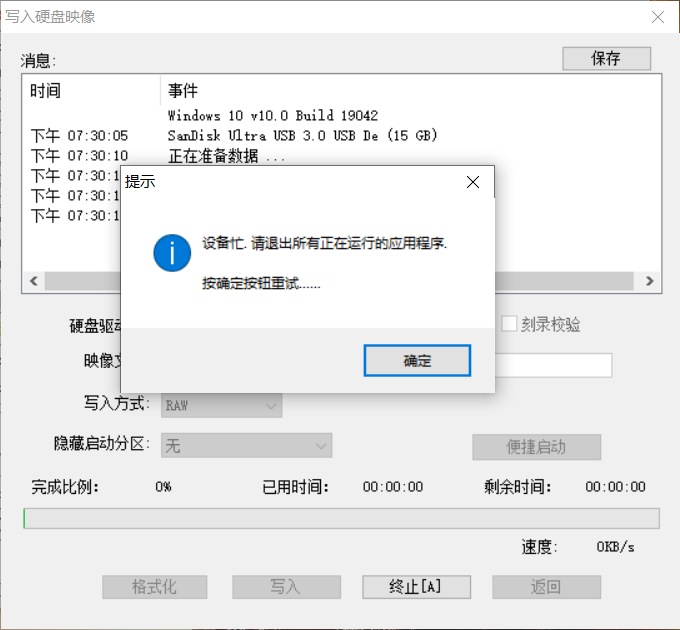 写入硬盘映像
消息:
保存
时间
事件
Windows 10 v10.0 Build 19042
下午 07:30:05
SanDisk Ultra USB 3.0 USB De (15 GB)
下午 07:30:10
正在准备数据 ...
下午 07:30:1
下午 07:30:1
下午 07:30:1
提示
设备忙. 请退出所有正在运行的应用程序.
按确定按钮重试......
确定
硬盘驱动
刻录校验
映像文
写入方式:
RAW
隐藏启动分区:
无
便捷启动
完成比例:
0%
已用时间:
00:00:00
剩余时间:
00:00:00
速度:
0KB/s
格式化
写入
终止[A]
返回